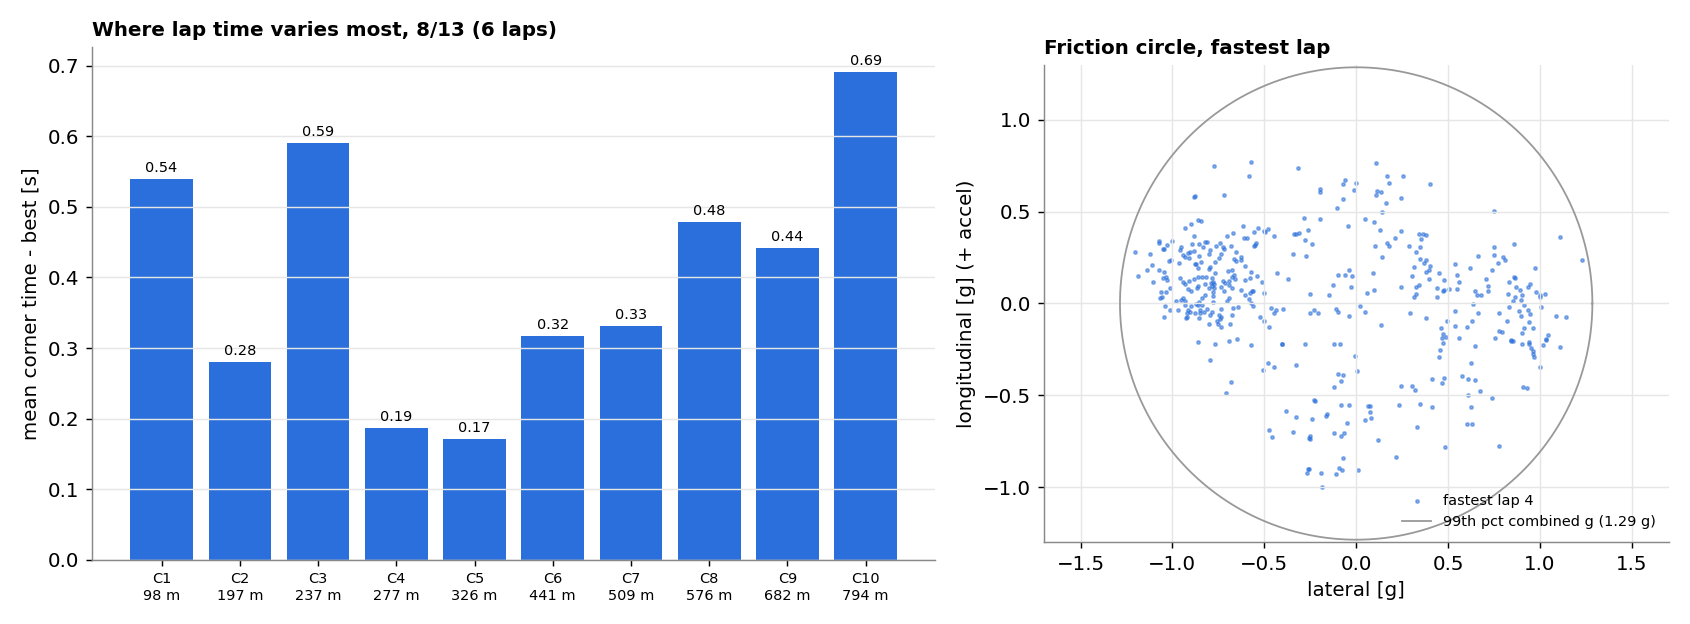 Where lap time varies most, 8/13 (6 laps)
mean corner time - best [s]
0.7
0.6
0.5
0.4
0.3
0.2
0.1
0.0
0.54
0.28
0.59
0.19
0.17
0.32
0.33
0.48
0.44
0.69
C1 C2 C3 C4 C5 C6 C7 C8 C9 C10
98 m 197 m 237 m 277 m 326 m 441 m 509 m 576 m 682 m 794 m
Friction circle, fastest lap
longitudinal [g] (+ accel)
1.0
0.5
0.0
−0.5
−1.0
fastest lap 4
99th pct combined g (1.29 g)
−1.5 −1.0 −0.5 0.0 0.5 1.0 1.5
lateral [g]